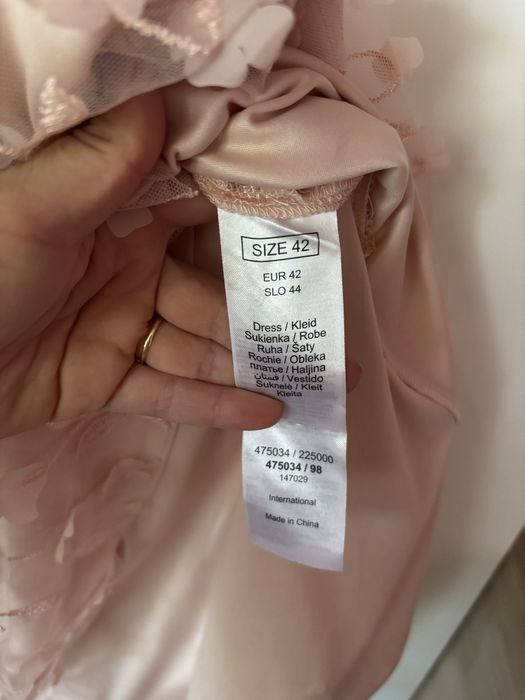 SIZE 42
EUR 42
SLO 44
Dress / Kleid
Sukienka / Robe
Ruha / Šaty
Rochie / Obleka
платье / Haljina
فستان / Vestido
Suknelė / Kleit
Kleita
475034 / 225000
475034 / 98
147029
International
Made in China